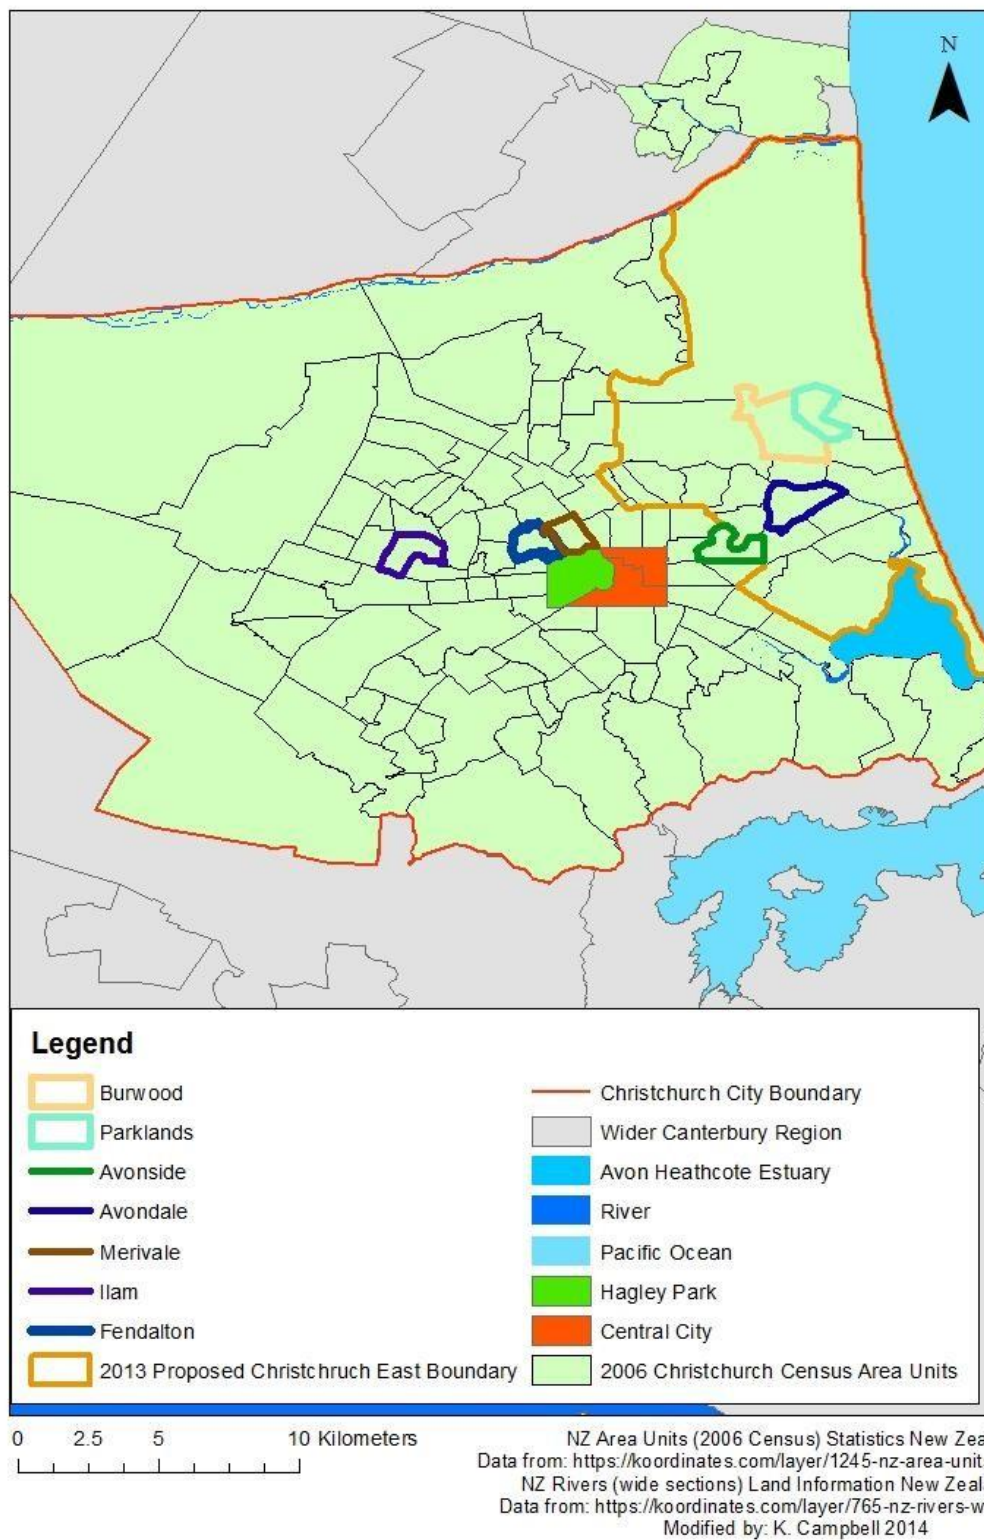 N
Legend
Burwood
Parklands
Avonside
Avondale
Merivale
Ilam
Fendalton
2013 Proposed Christchruch East Boundary
Christchurch City Boundary
Wider Canterbury Region
Avon Heathcote Estuary
River
Pacific Ocean
Hagley Park
Central City
2006 Christchurch Census Area Units
0 2.5 5 10 Kilometers
NZ Area Units (2006 Census) Statistics New Zea
Data from: https://koordinates.com/layer/1245-nz-area-unit
NZ Rivers (wide sections) Land Information New Zeal
Data from: https://koordinates.com/layer/765-nz-rivers-w
Modified by: K. Campbell 2014